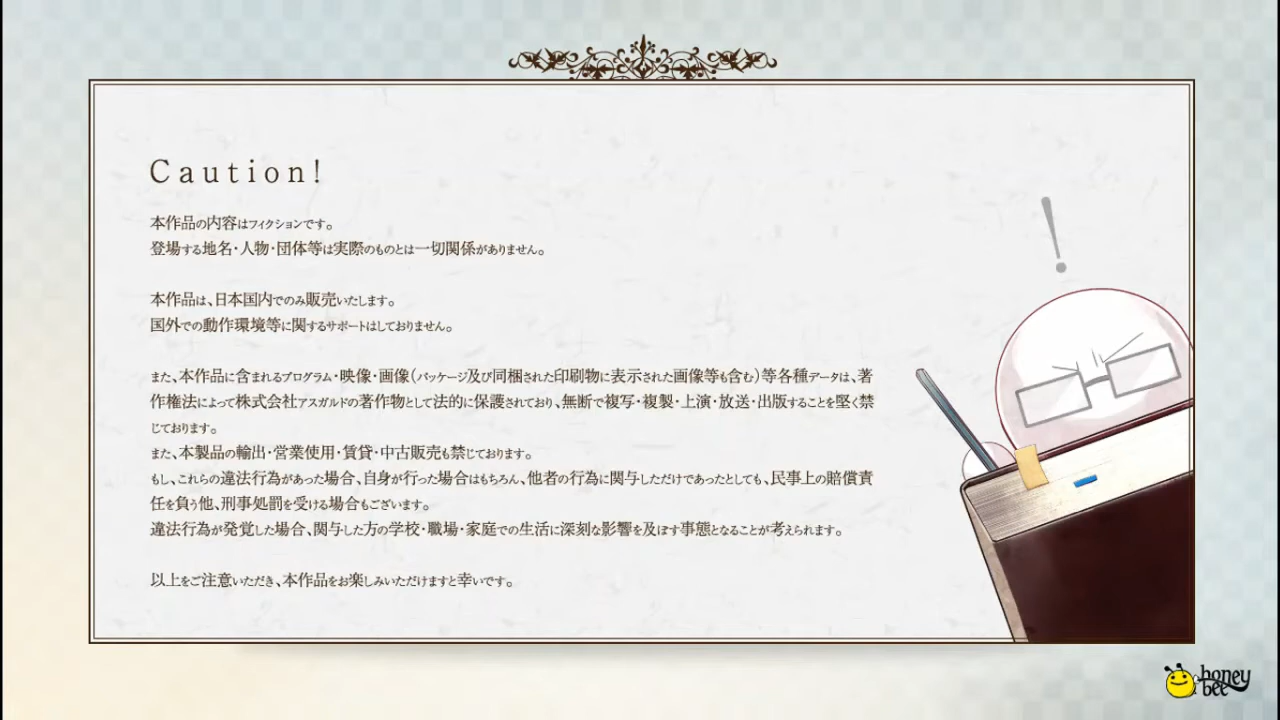 Caution!
本作品の内容はフィクションです。
登場する地名・人物・団体等は実際のものとは一切関係がありません。
本作品は、日本国内でのみ販売いたします。
国外での動作環境等に関するサポートはしておりません。
また、本作品に含まれるプログラム・映像・画像(パッケージ及び同梱された印刷物に表示された画像等も含む)等各種データは、著
作権法によって株式会社アスガルドの著作物として法的に保護されており、無断で複写・複製・上演・放送・出版することを堅く禁
じております。
また、本製品の輸出・営業使用・賃貸・中古販売も禁じております。
もし、これらの違法行為があった場合、自身が行った場合はもちろん、他者の行為に関与しただけであったとしても、民事上の賠償責
任を負う他、刑事処罰を受ける場合もございます。
違法行為が発覚した場合、関与した方の学校・職場・家庭での生活に深刻な影響を及ぼす事態となることが考えられます。
以上をご注意いただき、本作品をお楽しみいただけますと幸いです。
!
honey
bee